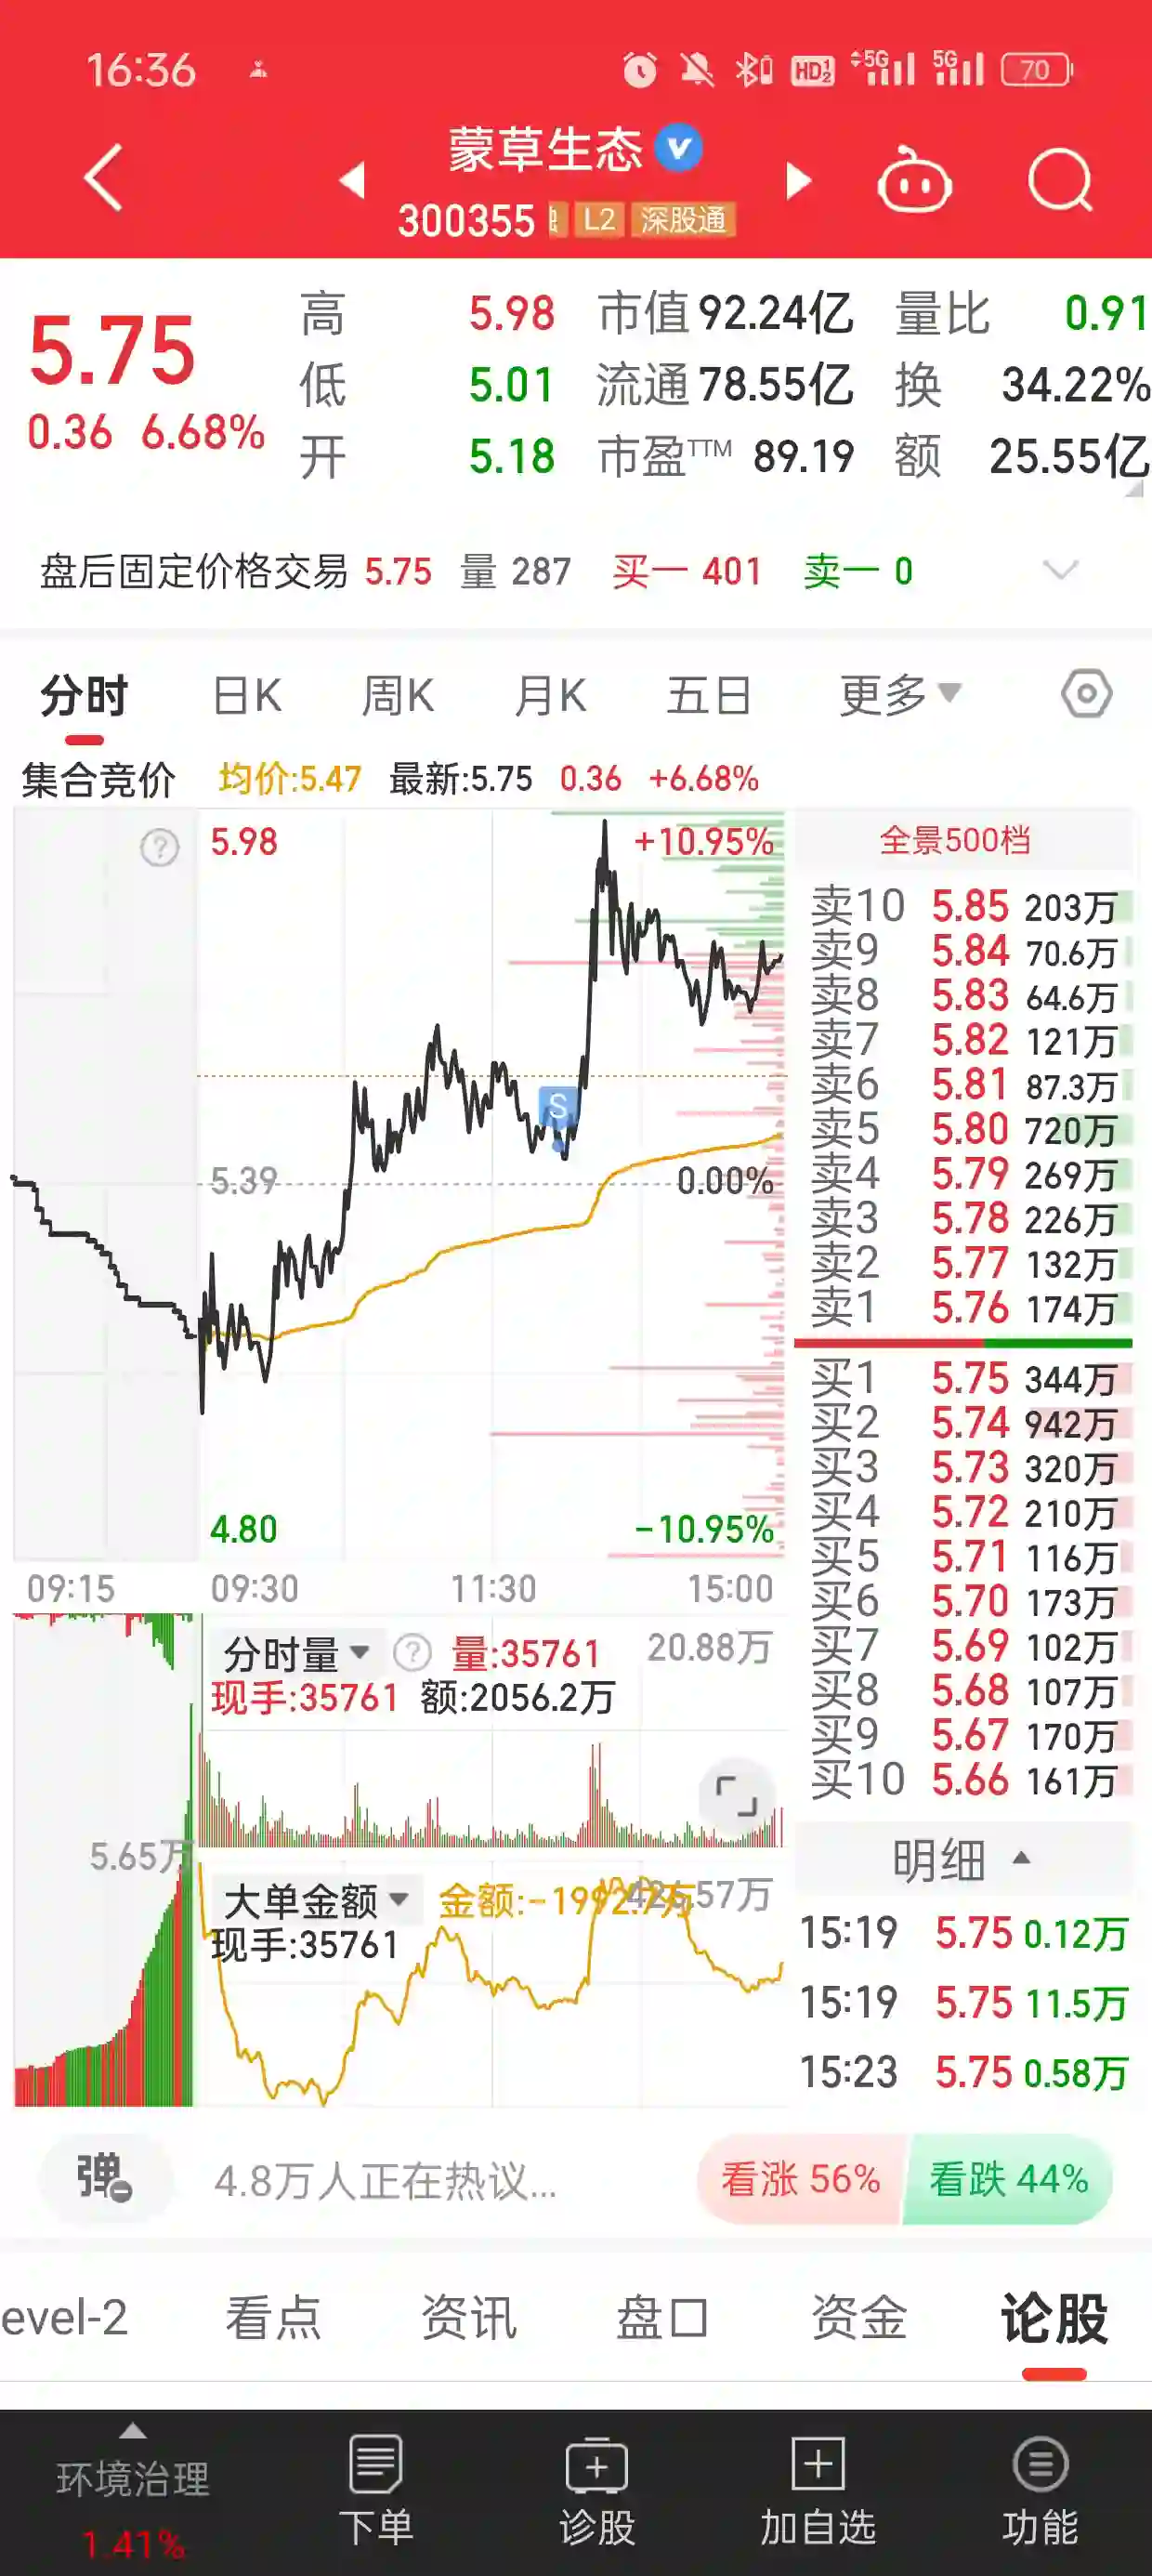 16:36 HD 5G 5G 70
蒙草生态
300355 L2 深股通
5.75
0.36 6.68%
高 5.98 市值 92.24亿 量比 0.91
低 5.01 流通 78.55亿 换 34.22%
开 5.18 市盈TTM 89.19 额 25.55亿
盘后固定价格交易 5.75 量 287 买一 401 卖一 0
分时 日K 周K 月K 五日 更多
集合竞价 均价:5.47 最新:5.75 0.36 +6.68%
5.98 +10.95%
S
5.39 0.00%
4.80 -10.95%
09:15 09:30 11:30 15:00
分时量 量:35761 20.88万
现手:35761 额:2056.2万
5.65万
大单金额 金额:-1992.7万
现手:35761
全景500档
卖10 5.85 203万
卖9 5.84 70.6万
卖8 5.83 64.6万
卖7 5.82 121万
卖6 5.81 87.3万
卖5 5.80 720万
卖4 5.79 269万
卖3 5.78 226万
卖2 5.77 132万
卖1 5.76 174万
买1 5.75 344万
买2 5.74 942万
买3 5.73 320万
买4 5.72 210万
买5 5.71 116万
买6 5.70 173万
买7 5.69 102万
买8 5.68 107万
买9 5.67 170万
买10 5.66 161万
明细
15:19 5.75 0.12万
15:19 5.75 11.5万
15:23 5.75 0.58万
弹 4.8万人正在热议... 看涨 56% 看跌 44%
evel-2 看点 资讯 盘口 资金 论股
环境治理
1.41%
下单 诊股 加自选 功能